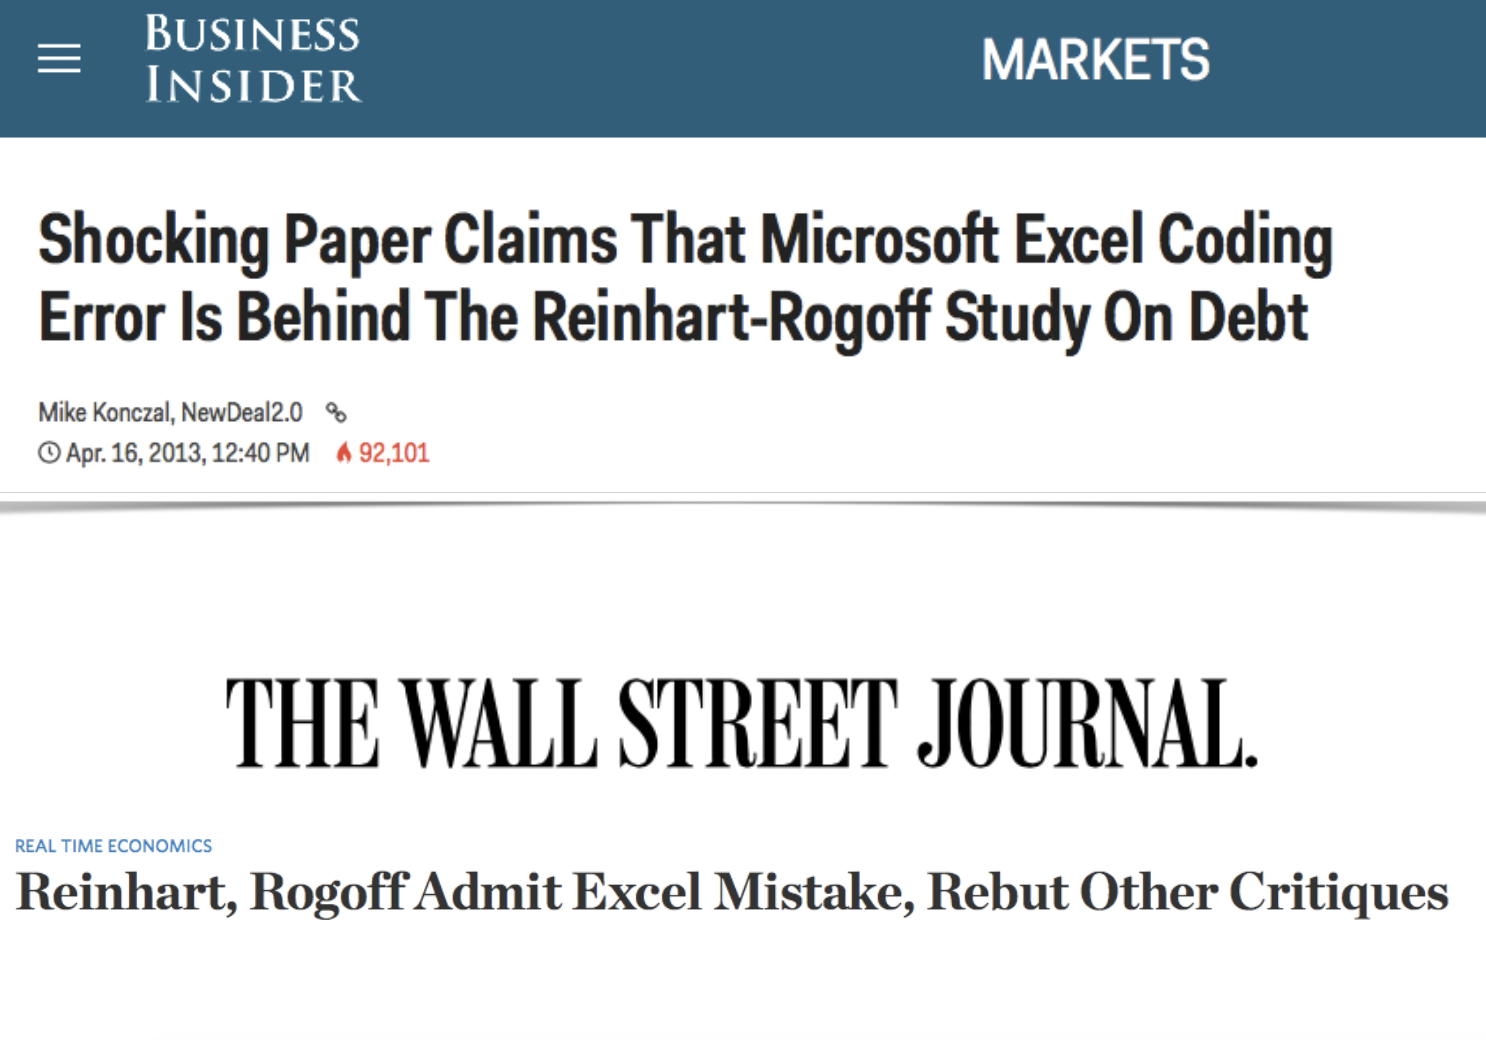 BUSINESS
INSIDER
MARKETS
Shocking Paper Claims That Microsoft Excel Coding
Error Is Behind The Reinhart-Rogoff Study On Debt
Mike Konczal, NewDeal2.0
Apr. 16, 2013, 12:40 PM 92,101
THE WALL STREET JOURNAL.
REAL TIME ECONOMICS
Reinhart, Rogoff Admit Excel Mistake, Rebut Other Critiques